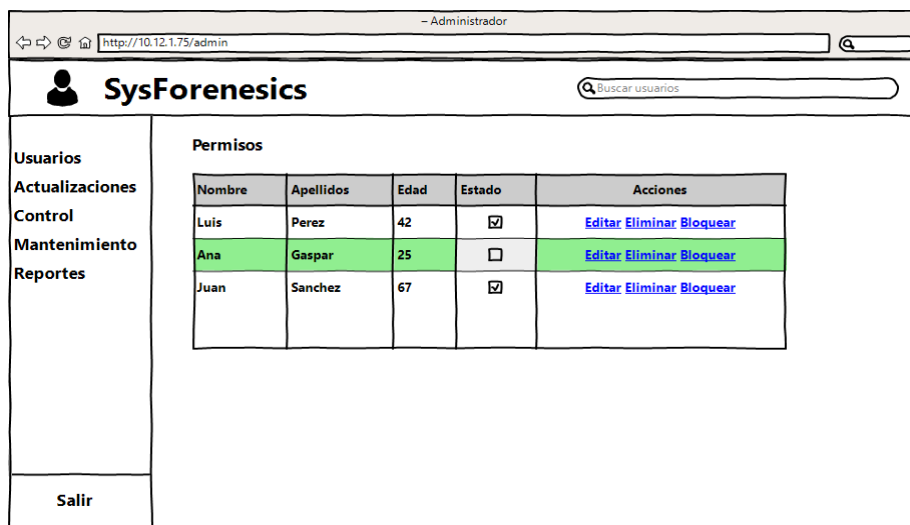 – Administrador
http://10.12.1.75/admin
SysForenesics
Buscar usuarios
Usuarios
Actualizaciones
Control
Mantenimiento
Reportes
Salir
Permisos
Nombre Apellidos Edad Estado Acciones
Luis Perez 42 Editar Eliminar Bloquear
Ana Gaspar 25 Editar Eliminar Bloquear
Juan Sanchez 67 Editar Eliminar Bloquear